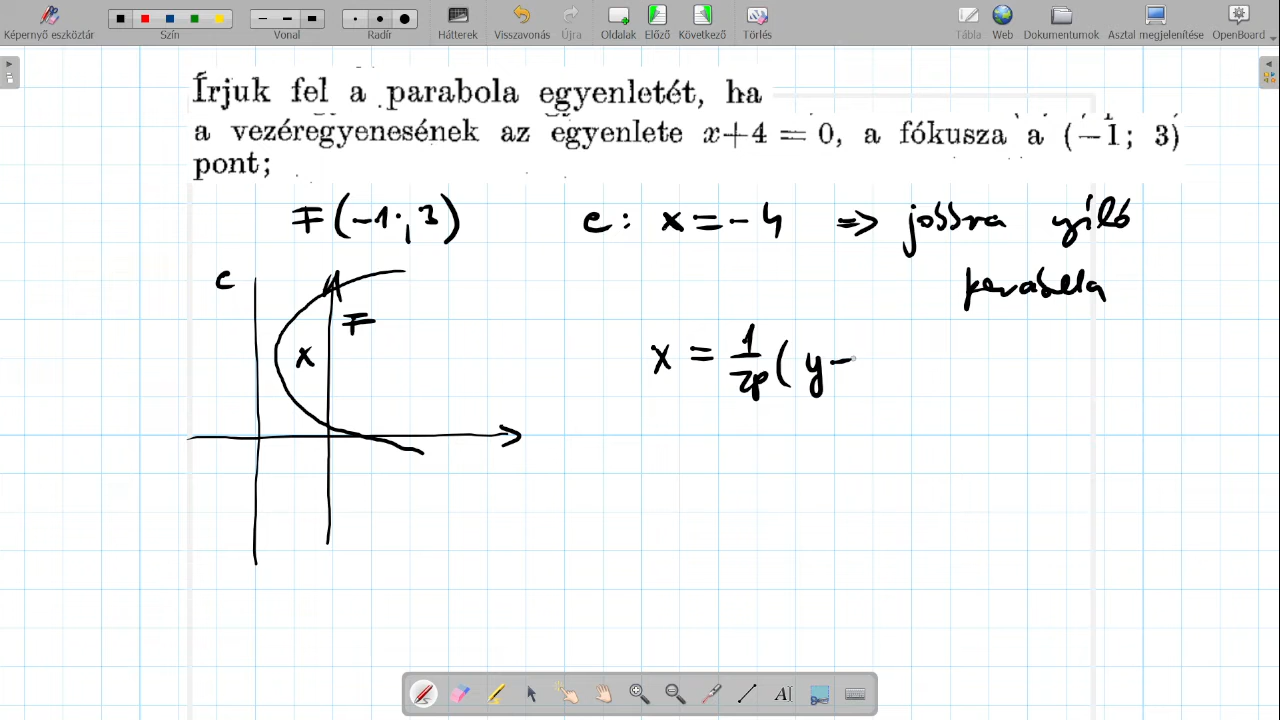 Képernyő eszköztár Szín Vonal Radír Hátterek Visszavonás Újra Oldalak Előző Következő Törlés Tábla Web Dokumentumok Asztal megjelenítése OpenBoard
Írjuk fel a parabola egyenletét, ha
a vezéregyenesének az egyenlete x+4 = 0, a fókusza a (−1; 3)
pont;
F(-1; 3) e: x = -4 => jobbra nyíló
parabola
e
F
x
x = 1/2p ( y -